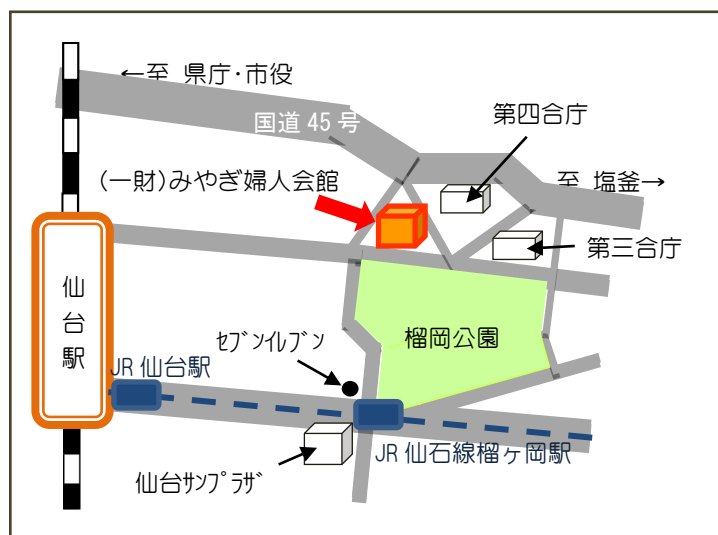 ←至 県庁・市役
国道 45 号
第四合庁
(一財)みやぎ婦人会館
至 塩釜→
第三合庁
仙台駅
榴岡公園
ｾﾌﾞﾝｲﾚﾌﾞﾝ
JR 仙台駅
JR 仙石線榴ヶ岡駅
仙台ｻﾝﾌﾟﾗｻﾞ